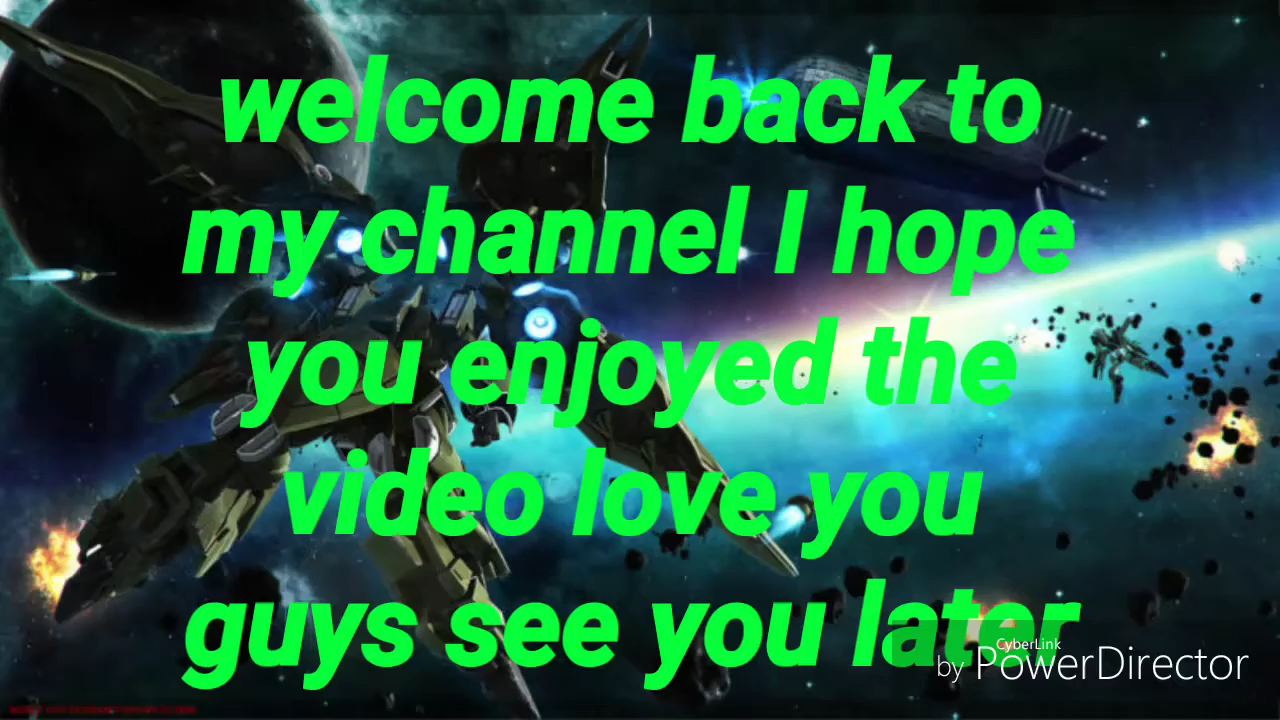 welcome back to
my channel I hope
you enjoyed the
video love you
guys see you later
CyberLink
by PowerDirector